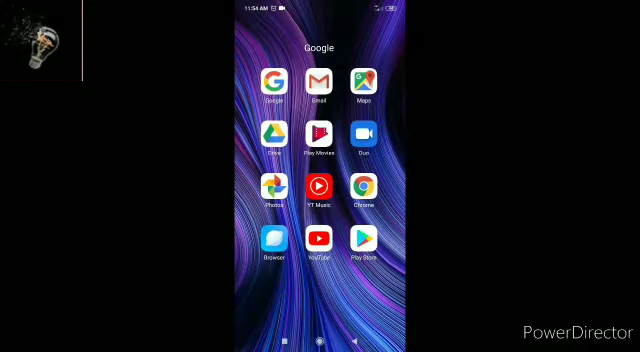 11:54 AM
Google
Google
Gmail
Maps
Drive
Play Movies
Duo
Photos
YT Music
Chrome
Browser
YouTube
Play Store
PowerDirector